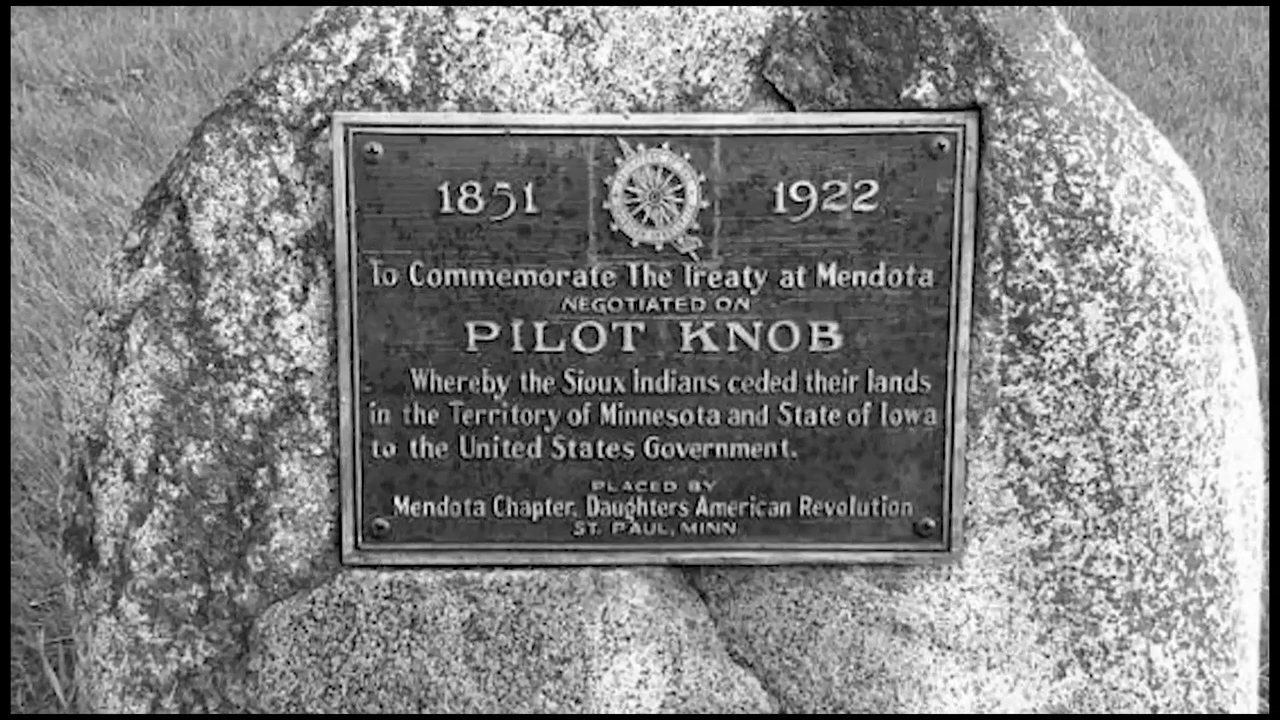 1851 1922
To Commemorate The Treaty at Mendota
NEGOTIATED ON
PILOT KNOB
Whereby the Sioux Indians ceded their lands
in the Territory of Minnesota and State of Iowa
to the United States Government.
PLACED BY
Mendota Chapter, Daughters American Revolution
ST. PAUL, MINN.